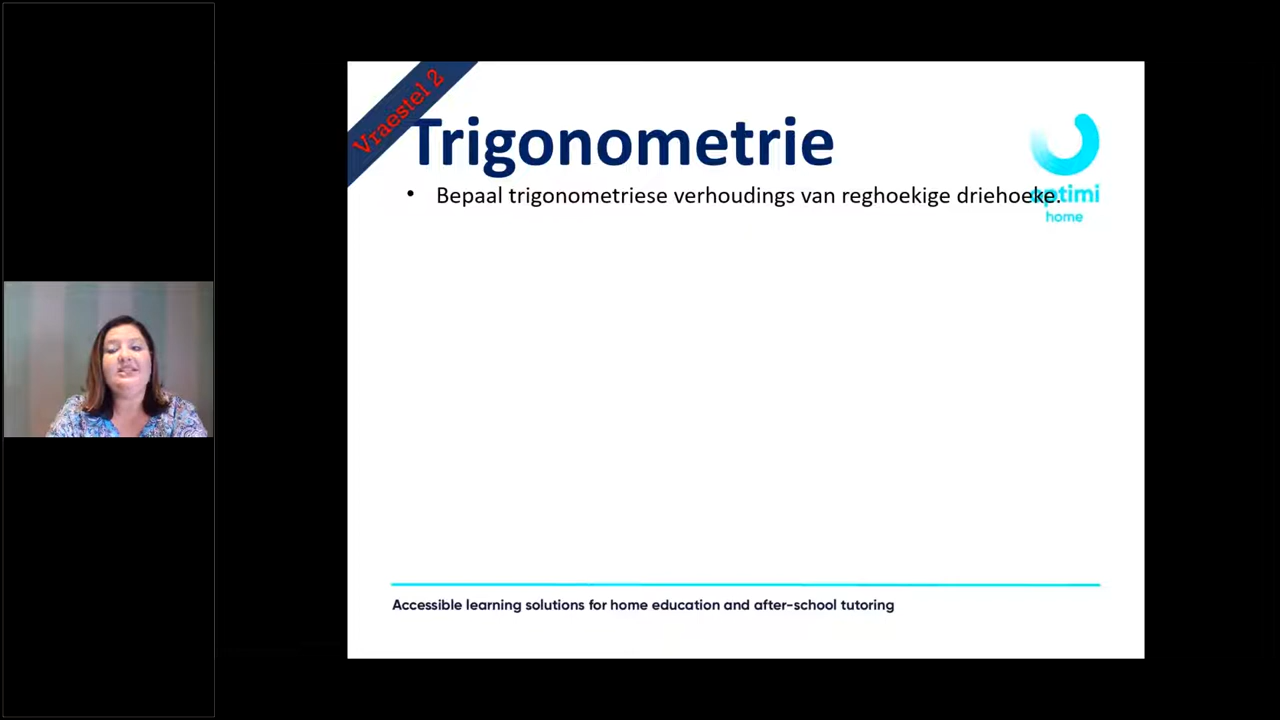 Vraestel 2
Trigonometrie
• Bepaal trigonometriese verhoudings van reghoekige driehoeke.
optimi
home
Accessible learning solutions for home education and after-school tutoring